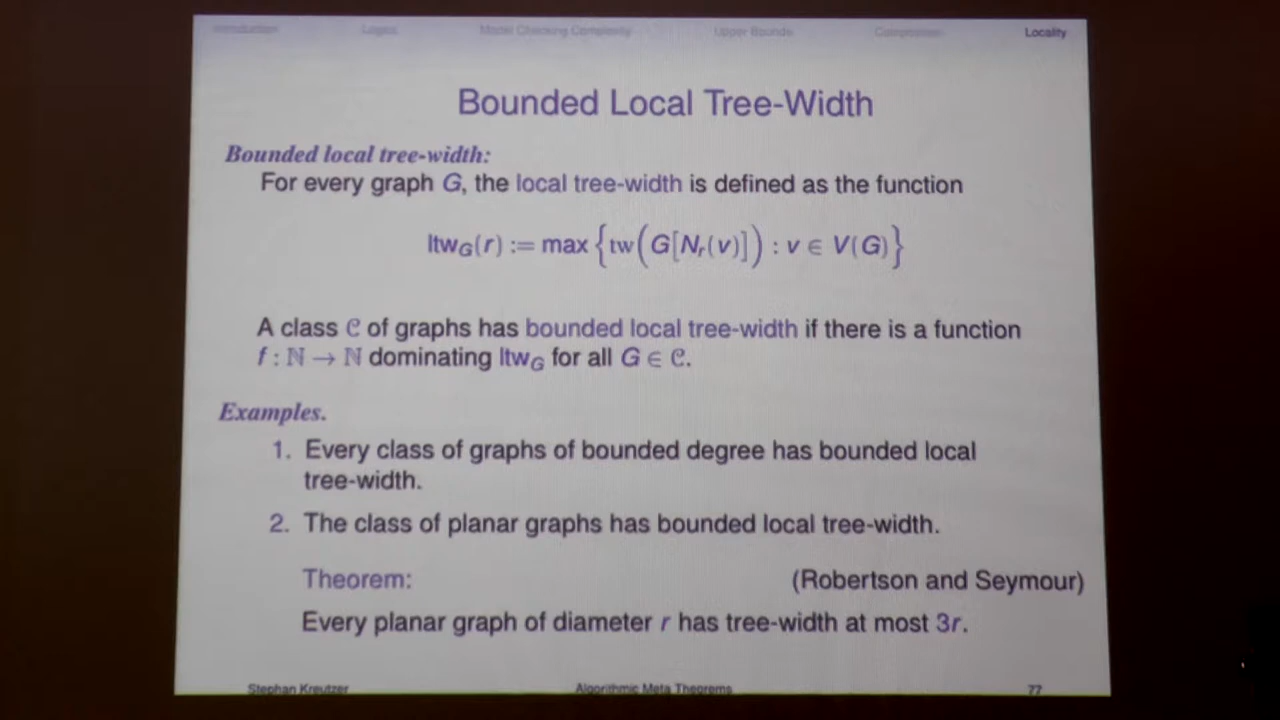 Introduction Logics Model Checking Complexity Upper Bounds Composition Locality
Bounded Local Tree-Width
Bounded local tree-width:
For every graph G, the local tree-width is defined as the function
ltw_G(r) := max {tw(G[N_r(v)]) : v ∈ V(G)}
A class 𝒞 of graphs has bounded local tree-width if there is a function
f : ℕ → ℕ dominating ltw_G for all G ∈ 𝒞.
Examples.
1. Every class of graphs of bounded degree has bounded local
tree-width.
2. The class of planar graphs has bounded local tree-width.
Theorem: (Robertson and Seymour)
Every planar graph of diameter r has tree-width at most 3r.
Stephan Kreutzer Algorithmic Meta Theorems 77